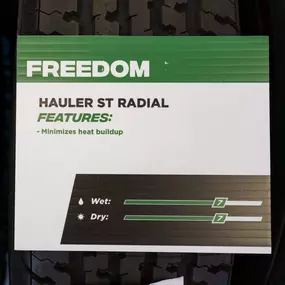 FREEDOM
HAULER ST RADIAL
FEATURES:
- Minimizes heat buildup
Wet: 7
Dry: 7